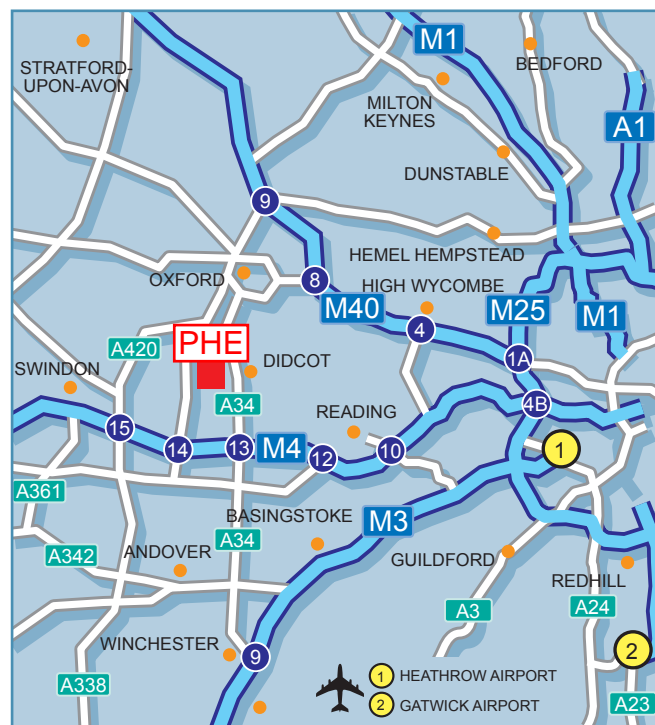 M1
BEDFORD
STRATFORD-
UPON-AVON
MILTON
KEYNES
A1
DUNSTABLE
9
HEMEL HEMPSTEAD
OXFORD
8
HIGH WYCOMBE
M40
M25
M1
4
A420
PHE
DIDCOT
1A
SWINDON
A34
4B
READING
15
14
13
M4
12
10
1
A361
BASINGSTOKE
M3
A34
A342
ANDOVER
GUILDFORD
REDHILL
A3
A24
WINCHESTER
9
2
1 HEATHROW AIRPORT
A338
2 GATWICK AIRPORT
A23